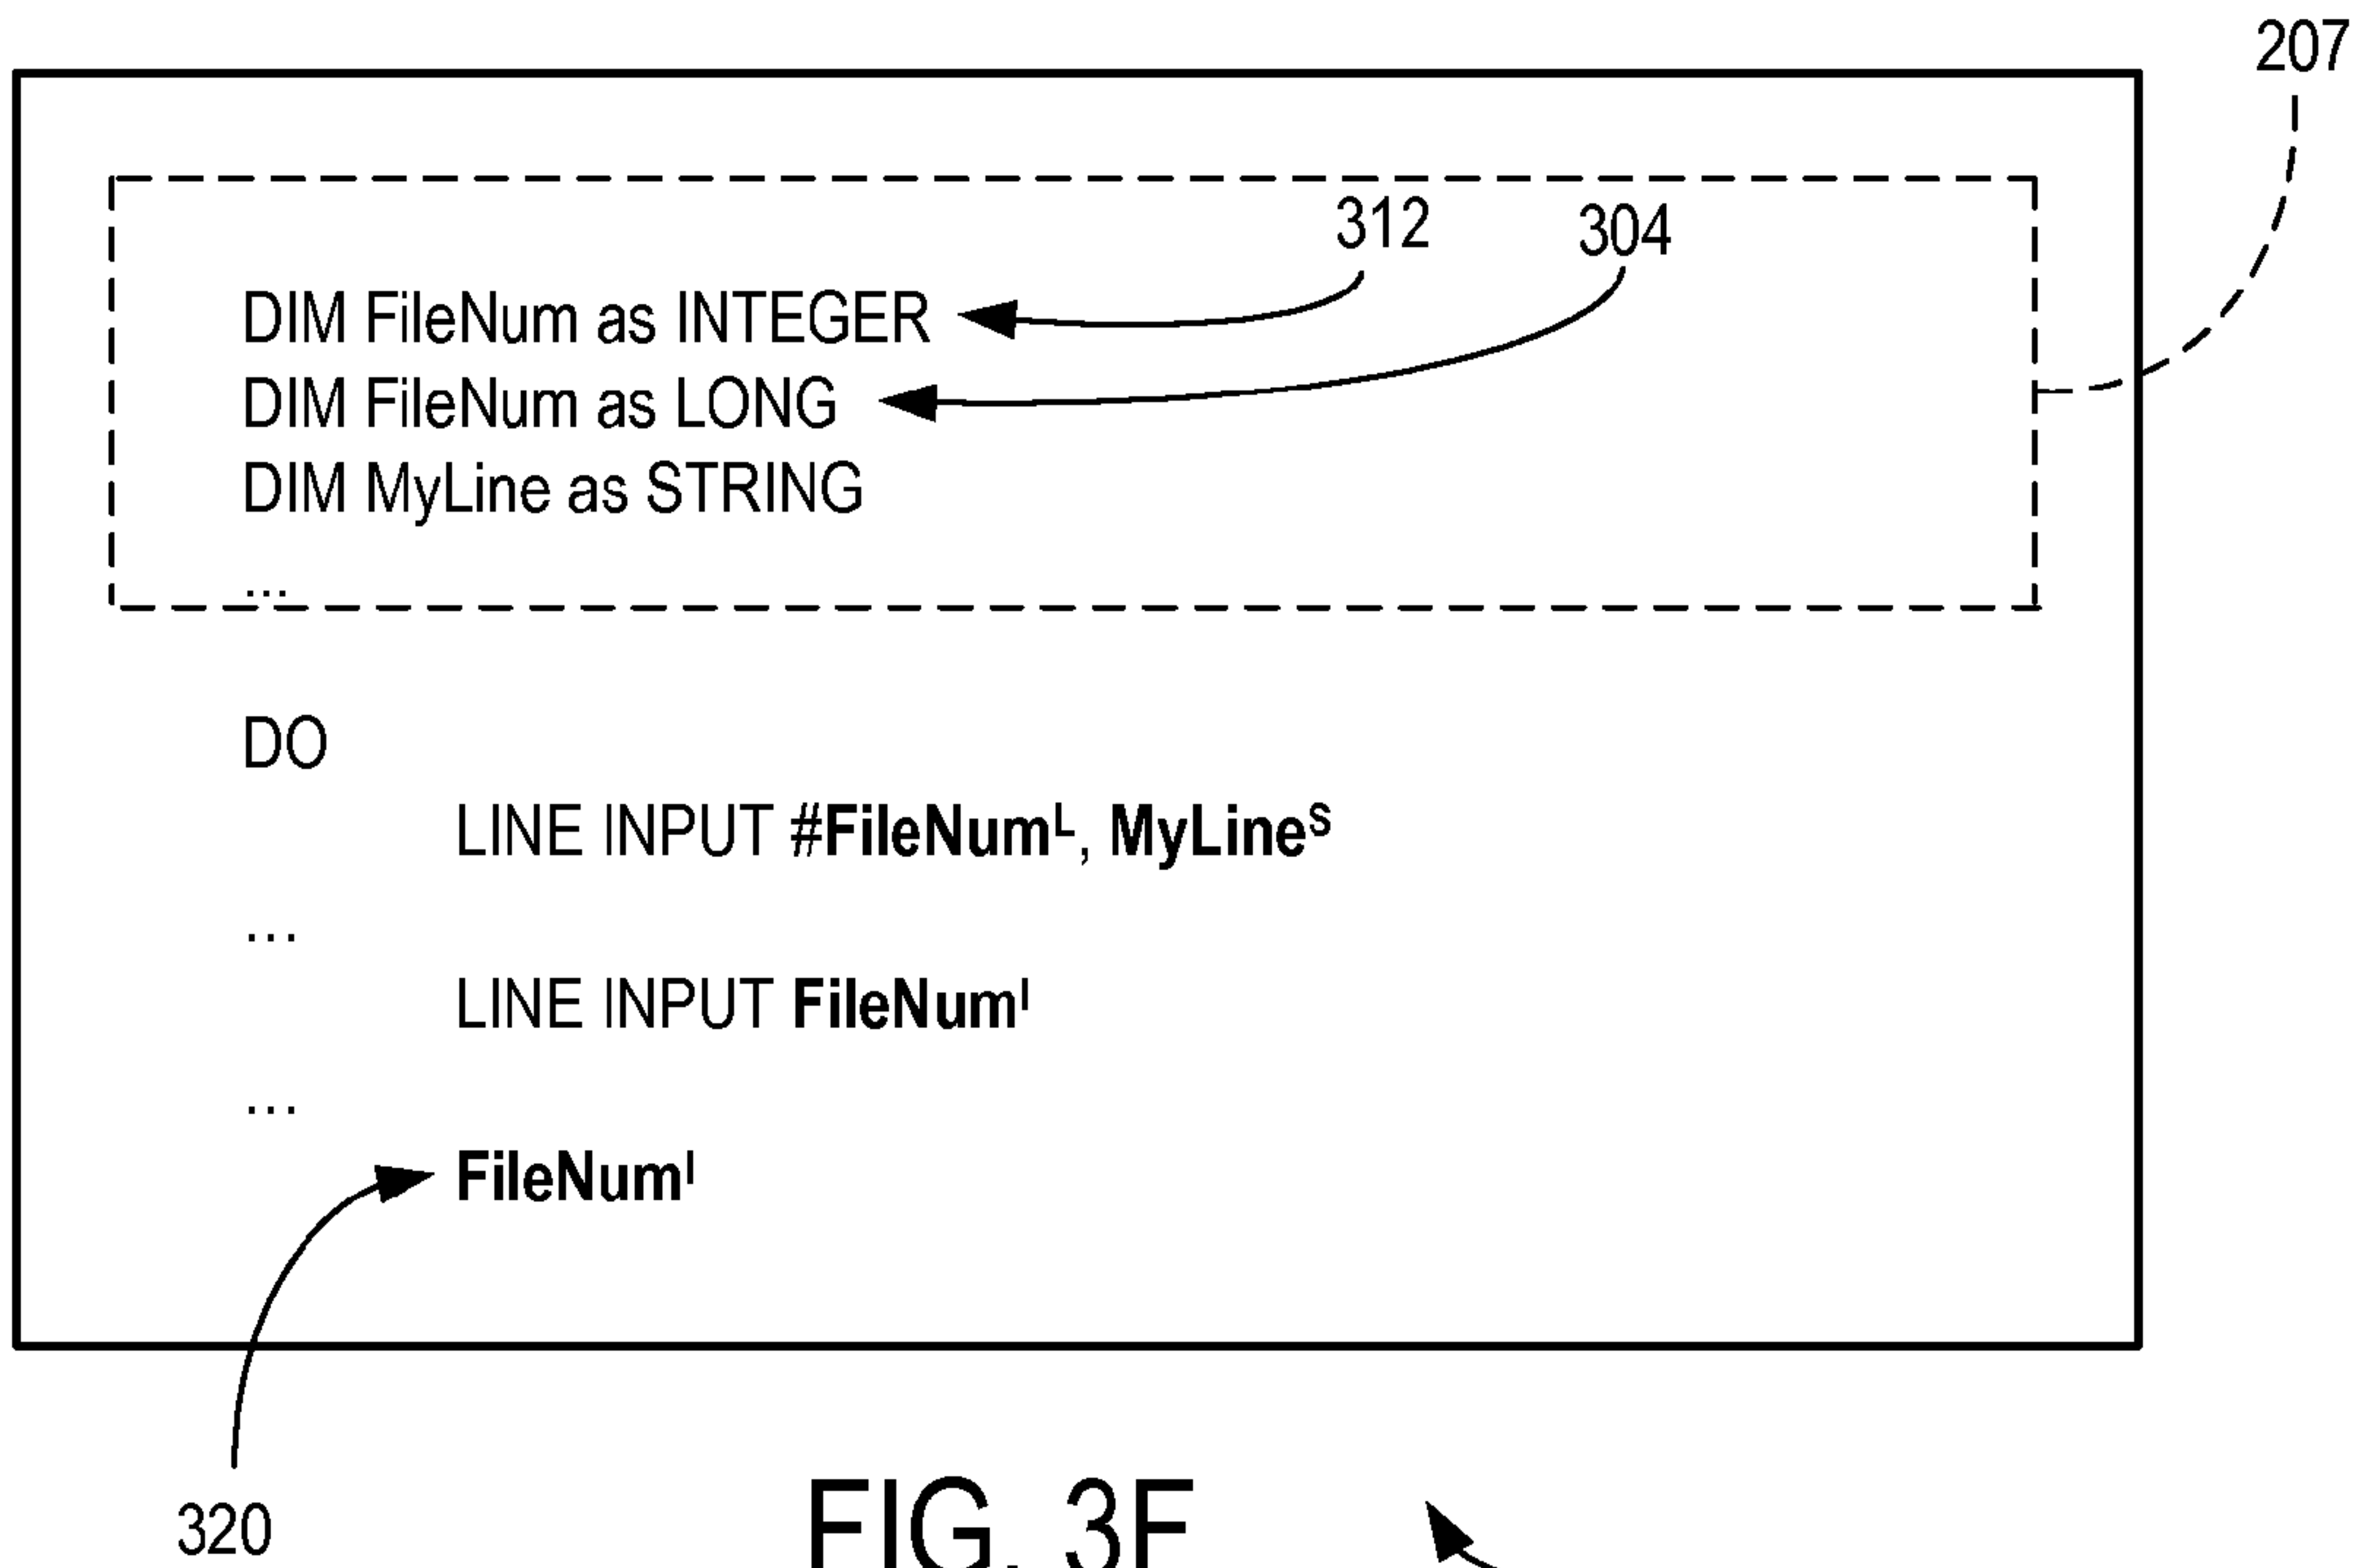 207
312 304
DIM FileNum as INTEGER
DIM FileNum as LONG
DIM MyLine as STRING
...
DO
LINE INPUT #FileNumᴸ, MyLineˢ
...
LINE INPUT FileNumᴵ
...
FileNumᴵ
320
FIG. 3F